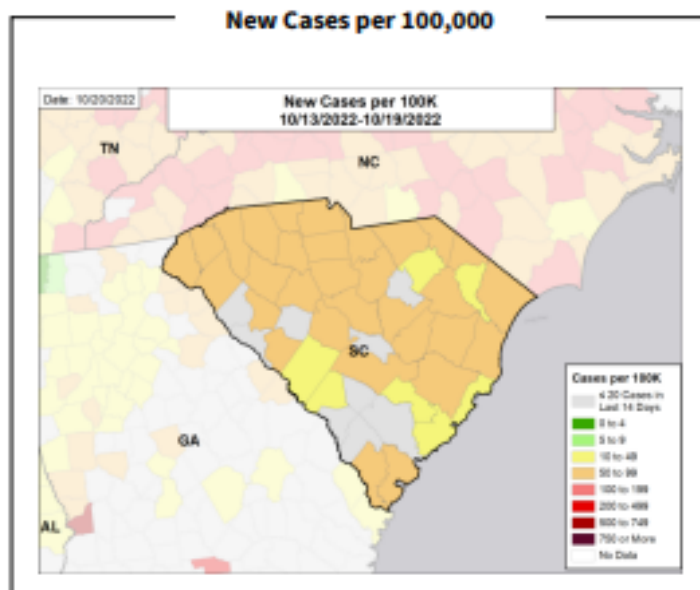 New Cases per 100,000
Date: 10/20/2022
New Cases per 100K
10/13/2022-10/19/2022
TN
NC
SC
GA
AL
Cases per 100K
≤ 20 Cases in
Last 14 Days
0 to 4
5 to 9
10 to 49
50 to 99
100 to 199
200 to 499
500 to 749
750 or More
No Data